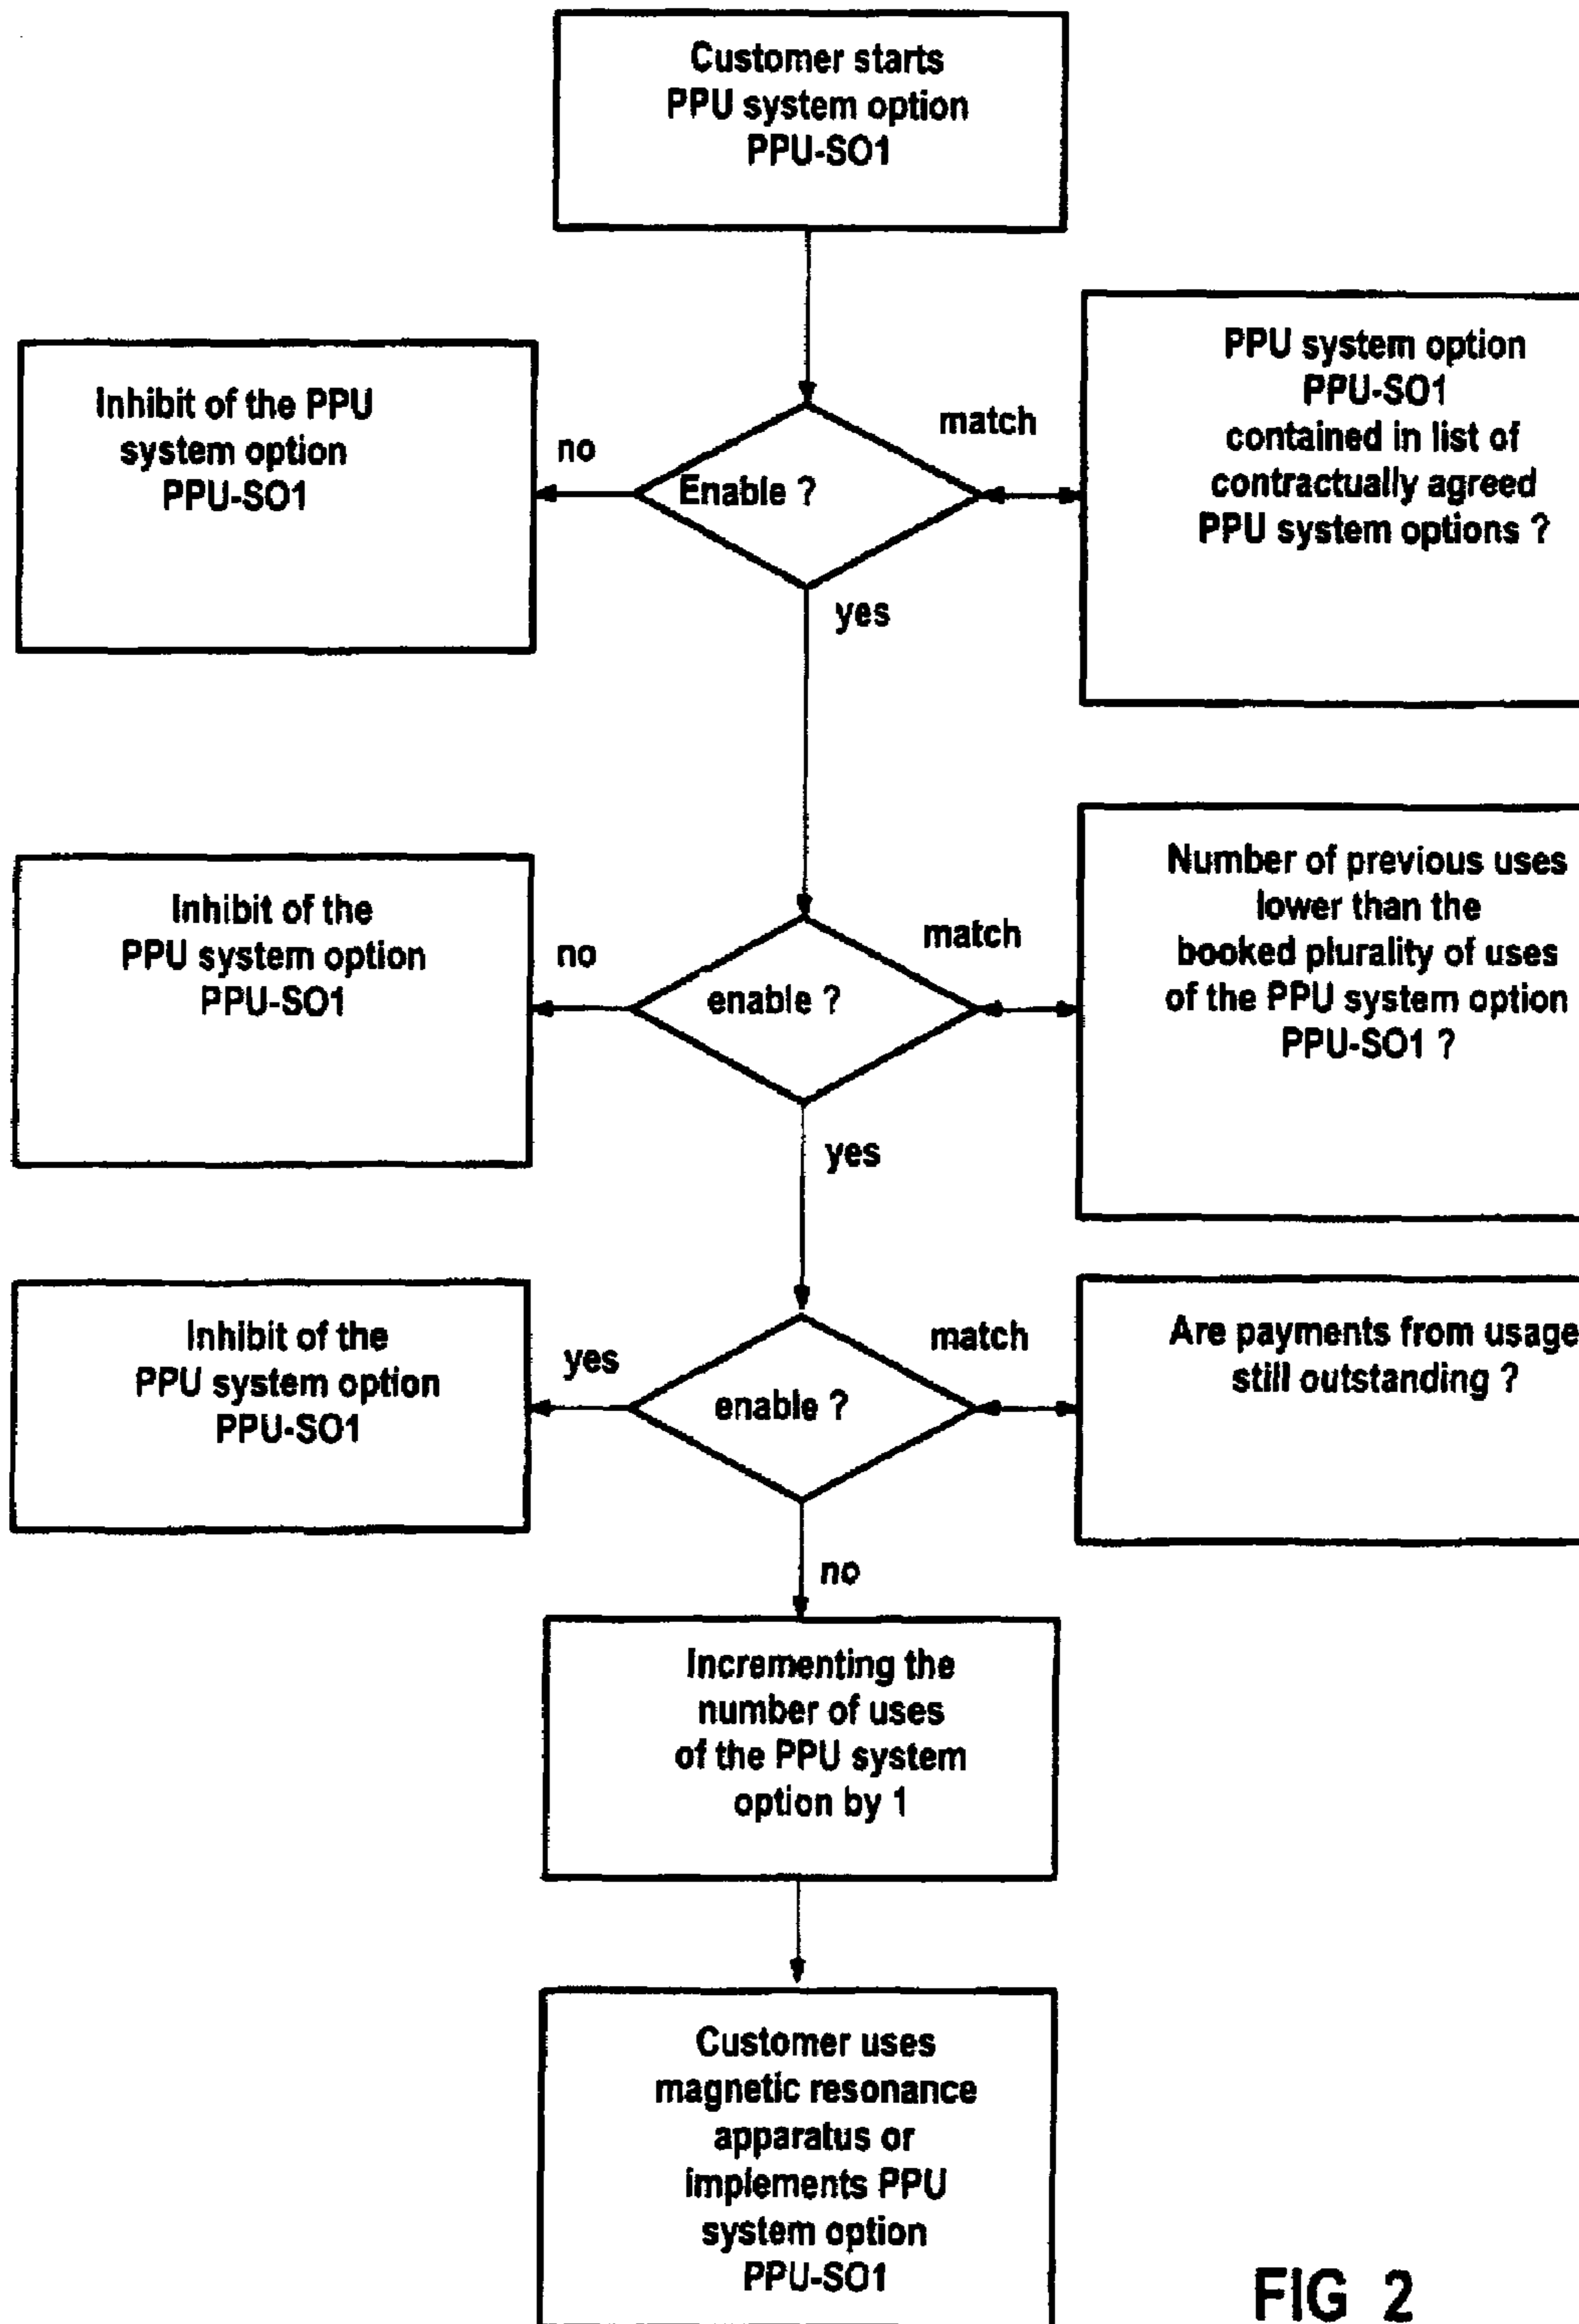 Customer starts
PPU system option
PPU-SO1
Inhibit of the PPU
system option
PPU-SO1
no
Enable ?
match
PPU system option
PPU-SO1
contained in list of
contractually agreed
PPU system options ?
yes
Inhibit of the
PPU system option
PPU-SO1
no
enable ?
match
Number of previous uses
lower than the
booked plurality of uses
of the PPU system option
PPU-SO1 ?
yes
Inhibit of the
PPU system option
PPU-SO1
yes
enable ?
match
Are payments from usage
still outstanding ?
no
Incrementing the
number of uses
of the PPU system
option by 1
Customer uses
magnetic resonance
apparatus or
implements PPU
system option
PPU-SO1
FIG 2